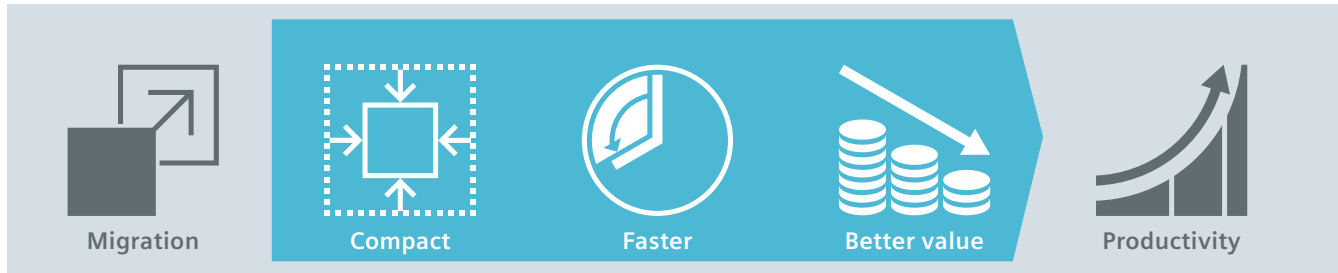 Migration
Compact
Faster
Better value
Productivity